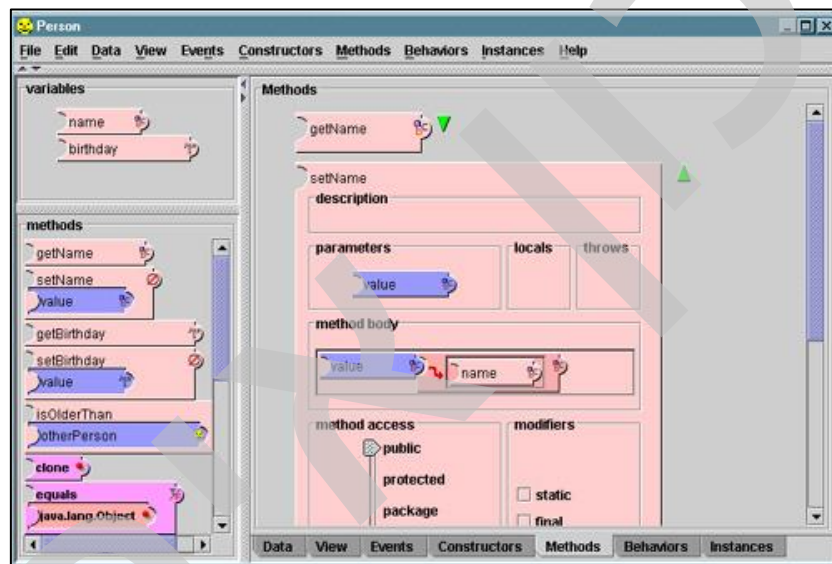 Person
File Edit Data View Events Constructors Methods Behaviors Instances Help
variables
name
birthday
methods
getName
setName
value
getBirthday
setBirthday
value
isOlderThan
otherPerson
clone
equals
java.lang.Object
Methods
getName
setName
description
parameters locals throws
value
method body
value name
method access modifiers
public
protected
static
package
final
Data View Events Constructors Methods Behaviors Instances